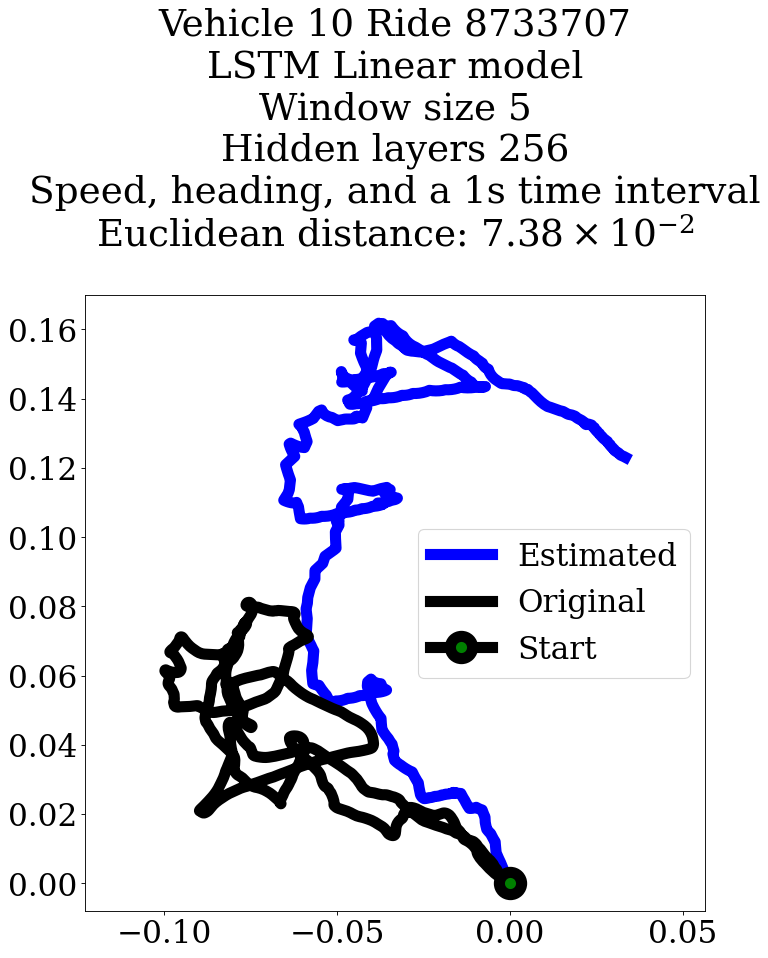 Vehicle 10 Ride 8733707
LSTM Linear model
Window size 5
Hidden layers 256
Speed, heading, and a 1s time interval
Euclidean distance: 7.38 × 10⁻²
0.16
0.14
0.12
0.10
0.08
0.06
0.04
0.02
0.00
Estimated
Original
Start
−0.10 −0.05 0.00 0.05